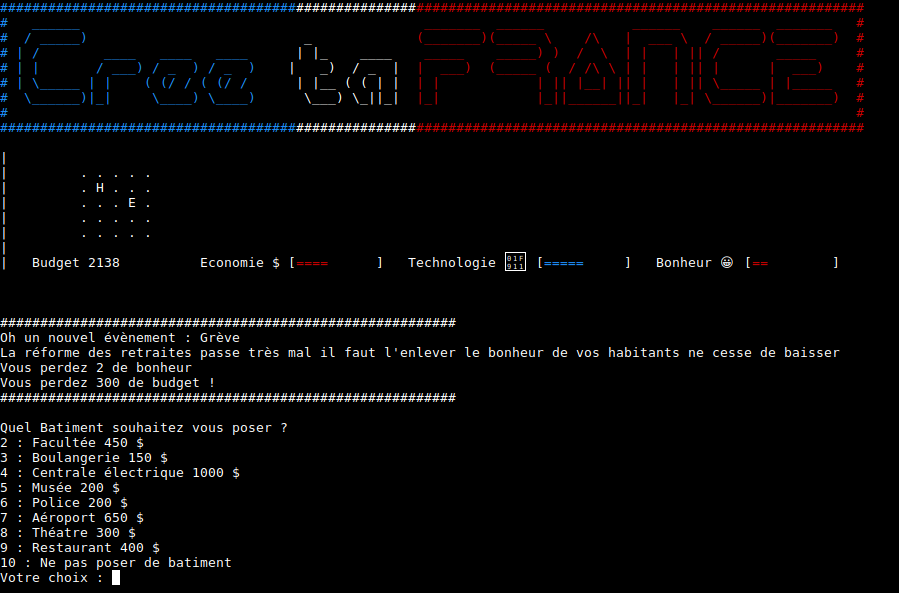 Crée ta FRANCE
. . . . .
. H . . .
. . . E .
. . . . .
. . . . .
Budget 2138 Economie $ [==== ] Technologie 01F911 [===== ] Bonheur 😀 [== ]
#########################################################
Oh un nouvel évènement : Grève
La réforme des retraites passe très mal il faut l'enlever le bonheur de vos habitants ne cesse de baisser
Vous perdez 2 de bonheur
Vous perdez 300 de budget !
#########################################################
Quel Batiment souhaitez vous poser ?
2 : Facultée 450 $
3 : Boulangerie 150 $
4 : Centrale électrique 1000 $
5 : Musée 200 $
6 : Police 200 $
7 : Aéroport 650 $
8 : Théatre 300 $
9 : Restaurant 400 $
10 : Ne pas poser de batiment
Votre choix :